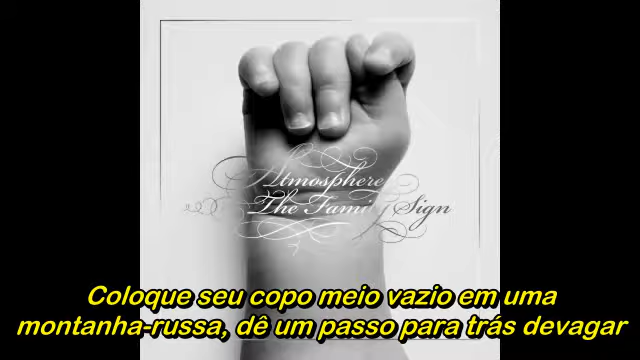 Atmosphere
The Family Sign
Coloque seu copo meio vazio em uma
montanha-russa, dê um passo para trás devagar